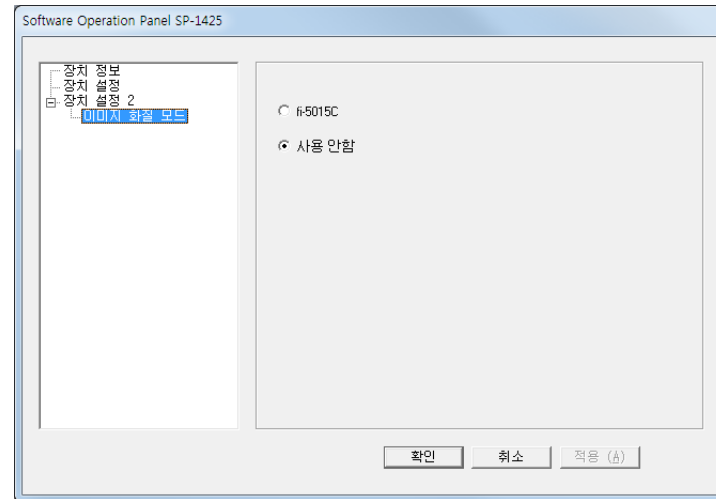 Software Operation Panel SP-1425
장치 정보
장치 설정
장치 설정 2
이미지 화질 모드
fi-5015C
사용 안함
확인
취소
적용 (A)